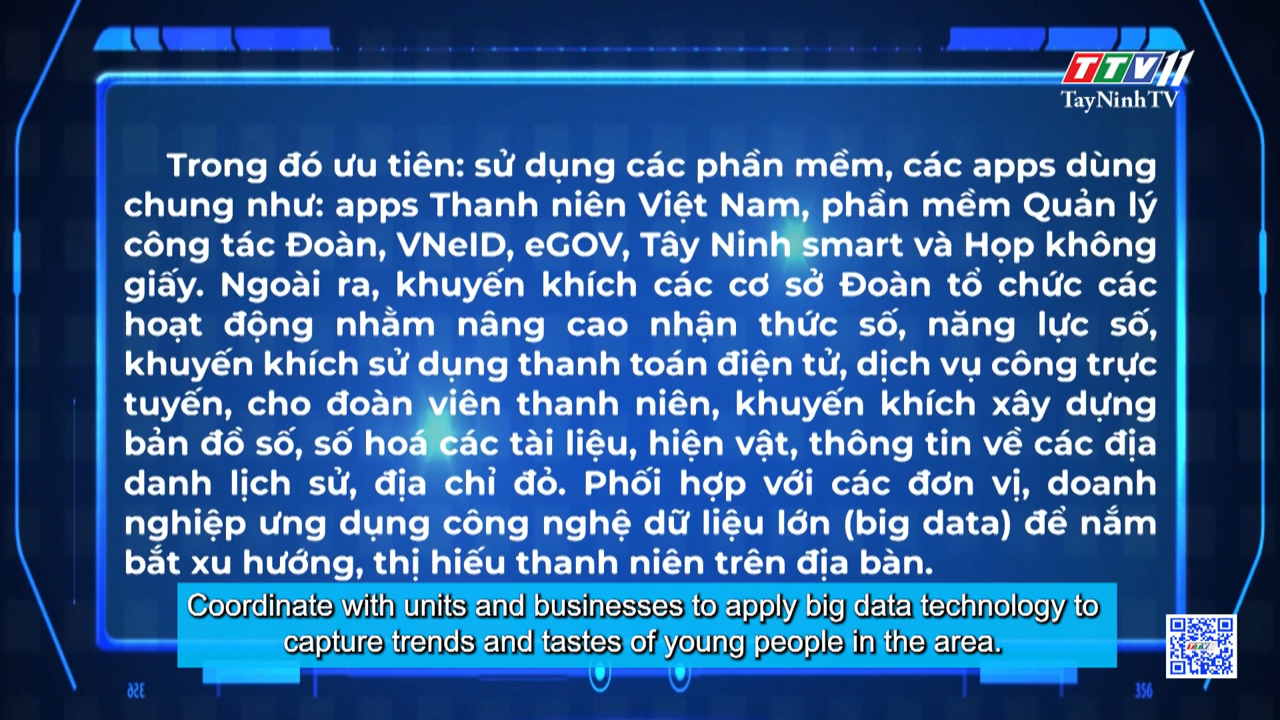 TTV11
TayNinhTV
Trong đó ưu tiên: sử dụng các phần mềm, các apps dùng
chung như: apps Thanh niên Việt Nam, phần mềm Quản lý
công tác Đoàn, VNeID, eGOV, Tây Ninh smart và Họp không
giấy. Ngoài ra, khuyến khích các cơ sở Đoàn tổ chức các
hoạt động nhằm nâng cao nhận thức số, năng lực số,
khuyến khích sử dụng thanh toán điện tử, dịch vụ công trực
tuyến, cho đoàn viên thanh niên, khuyến khích xây dựng
bản đồ số, số hoá các tài liệu, hiện vật, thông tin về các địa
danh lịch sử, địa chỉ đỏ. Phối hợp với các đơn vị, doanh
nghiệp ưng dụng công nghệ dữ liệu lớn (big data) để nắm
bắt xu hướng, thị hiếu thanh niên trên địa bàn.
Coordinate with units and businesses to apply big data technology to
capture trends and tastes of young people in the area.
356
356